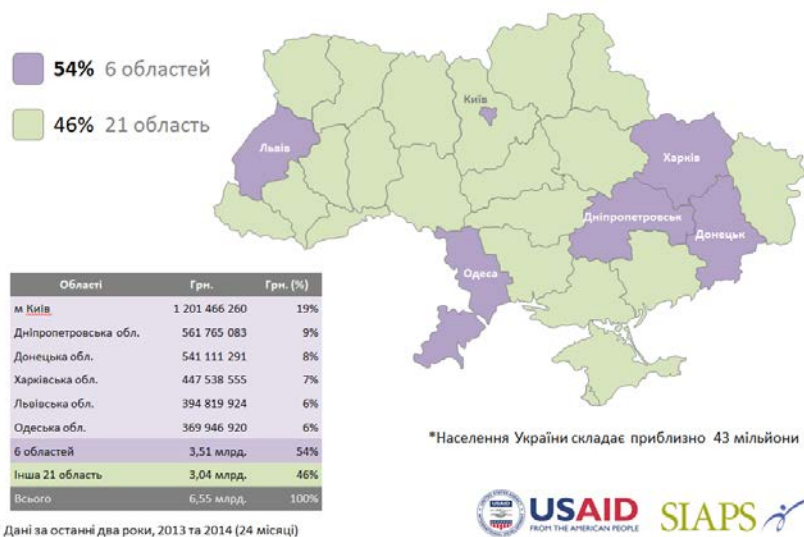 54% 6 областей
46% 21 область
Київ
Львів
Харків
Дніпропетровськ
Донецьк
Одеса
Області Грн. Грн. (%)
м Київ 1 201 466 260 19%
Дніпропетровська обл. 561 765 083 9%
Донецька обл. 541 111 291 8%
Харківська обл. 447 538 555 7%
Львівська обл. 394 819 924 6%
Одеська обл. 369 946 920 6%
6 областей 3,51 млрд. 54%
Інша 21 область 3,04 млрд. 46%
Всього 6,55 млрд. 100%
*Населення України складає приблизно 43 мільйони
USAID
FROM THE AMERICAN PEOPLE
SIAPS
Дані за останні два роки, 2013 та 2014 (24 місяці)